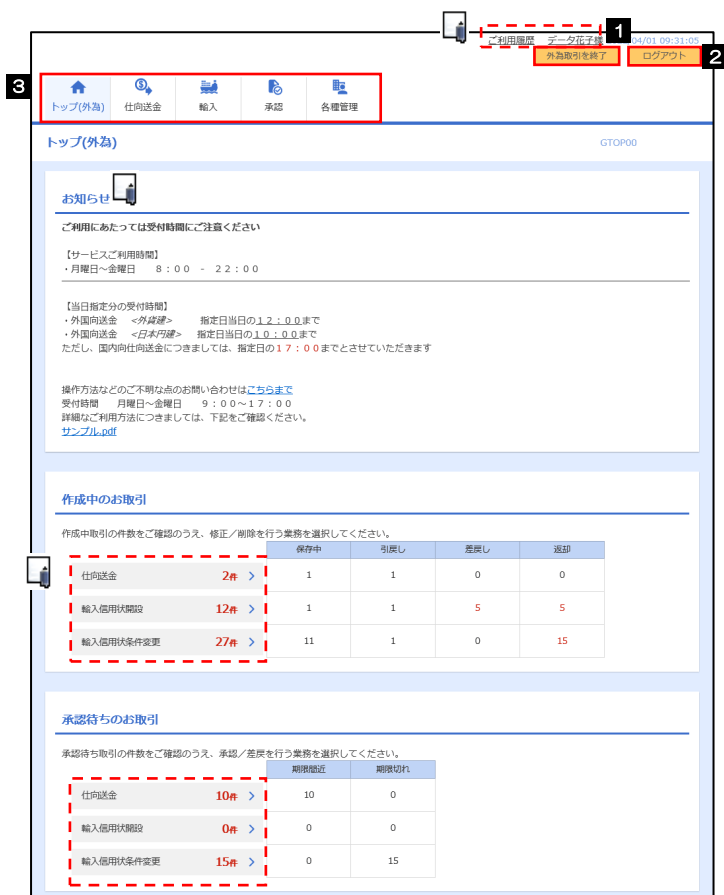 ご利用履歴 データ花子様 1 04/01 09:31:05
外為取引を終了 ログアウト 2
3
トップ(外為) 仕向送金 輸入 承認 各種管理
トップ(外為) GTOP00
お知らせ
ご利用にあたっては受付時間にご注意ください
【サービスご利用時間】
・月曜日～金曜日 8：00 - 22：00
【当日指定分の受付時間】
・外国向送金 <外貨建> 指定日当日の12：00まで
・外国向送金 <日本円建> 指定日当日の10：00まで
ただし、国内向仕向送金につきましては、指定日の17：00までとさせていただきます
操作方法などのご不明な点のお問い合わせはこちらまで
受付時間 月曜日～金曜日 9：00～17：00
詳細なご利用方法につきましては、下記をご確認ください。
サンプル.pdf
作成中のお取引
作成中取引の件数をご確認のうえ、修正／削除を行う業務を選択してください。
保存中 引戻し 差戻し 返却
仕向送金 2件 1 1 0 0
輸入信用状開設 12件 1 1 5 5
輸入信用状条件変更 27件 11 1 0 15
承認待ちのお取引
承認待ち取引の件数をご確認のうえ、承認／差戻を行う業務を選択してください。
期限間近 期限切れ
仕向送金 10件 10 0
輸入信用状開設 0件 0 0
輸入信用状条件変更 15件 0 15